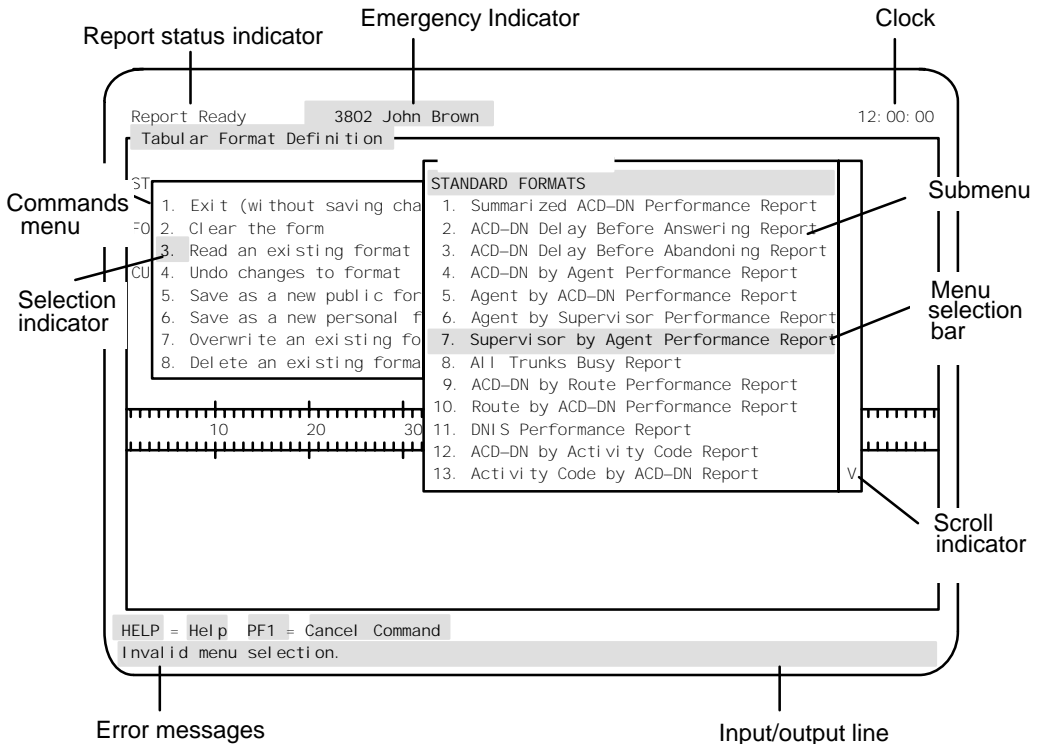 Emergency Indicator
Clock
Report status indicator
Report Ready
3802 John Brown
12:00:00
Tabular Format Definition
ST
FO
CU
Commands menu
1. Exit (without saving cha
2. Clear the form
3. Read an existing format
4. Undo changes to format
5. Save as a new public for
6. Save as a new personal f
7. Overwrite an existing fo
8. Delete an existing forma
Selection indicator
STANDARD FORMATS
1. Summarized ACD–DN Performance Report
2. ACD–DN Delay Before Answering Report
3. ACD–DN Delay Before Abandoning Report
4. ACD–DN by Agent Performance Report
5. Agent by ACD–DN Performance Report
6. Agent by Supervisor Performance Report
7. Supervisor by Agent Performance Report
8. All Trunks Busy Report
9. ACD–DN by Route Performance Report
10. Route by ACD–DN Performance Report
11. DNIS Performance Report
12. ACD–DN by Activity Code Report
13. Activity Code by ACD–DN Report
V
Submenu
Menu selection bar
Scroll indicator
10 20 30
HELP = Help PF1 = Cancel Command
Invalid menu selection.
Error messages
Input/output line